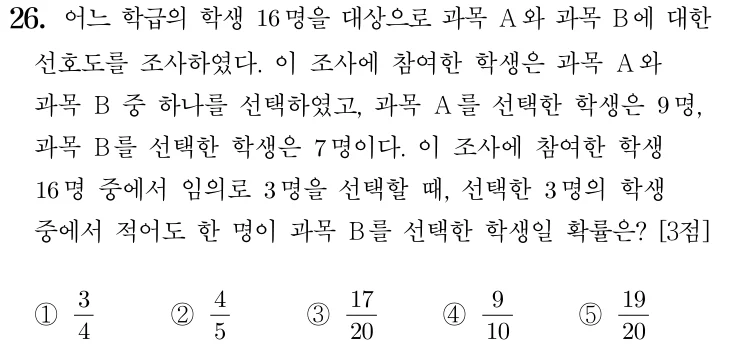 26. 어느 학급의 학생 16명을 대상으로 과목 A와 과목 B에 대한
선호도를 조사하였다. 이 조사에 참여한 학생은 과목 A와
과목 B 중 하나를 선택하였고, 과목 A를 선택한 학생은 9명,
과목 B를 선택한 학생은 7명이다. 이 조사에 참여한 학생
16명 중에서 임의로 3명을 선택할 때, 선택한 3명의 학생
중에서 적어도 한 명이 과목 B를 선택한 학생일 확률은? [3점]
① 3/4 ② 4/5 ③ 17/20 ④ 9/10 ⑤ 19/20